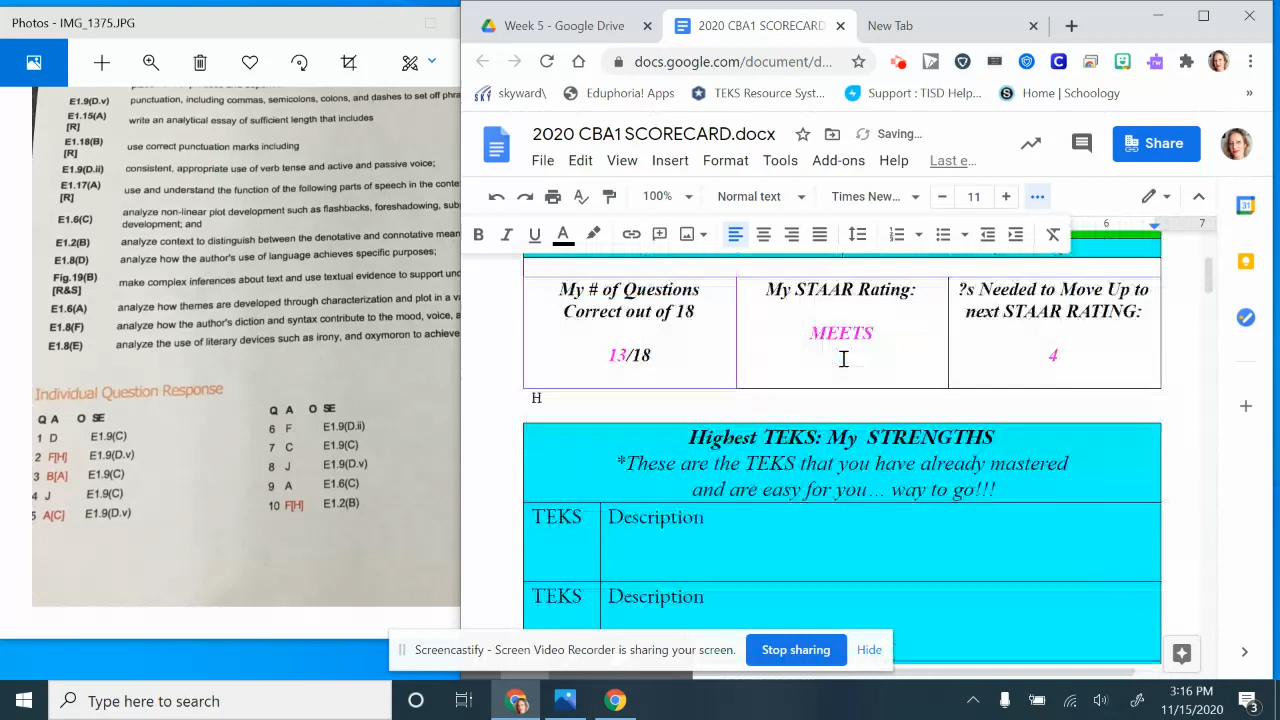 Photos - IMG_1375.JPG
E1.9(D.v) punctuation, including commas, semicolons, colons, and dashes to set off phra
E1.15(A) [R] write an analytical essay of sufficient length that includes
E1.18(B) [R] use correct punctuation marks including
E1.9(D.ii) consistent, appropriate use of verb tense and active and passive voice;
E1.17(A) [R] use and understand the function of the following parts of speech in the conte
E1.6(C) analyze non-linear plot development such as flashbacks, foreshadowing, sub
development; and
E1.2(B) analyze context to distinguish between the denotative and connotative mean
E1.8(D) analyze how the author's use of language achieves specific purposes;
Fig.19(B) [R&S] make complex inferences about text and use textual evidence to support und
E1.6(A) analyze how themes are developed through characterization and plot in a va
E1.8(F) analyze how the author's diction and syntax contribute to the mood, voice, a
E1.8(E) analyze the use of literary devices such as irony, and oxymoron to achieve
Individual Question Response
Q A O SE
1 D E1.9(C)
2 F[H] E1.9(D.v)
3 B[A] E1.9(C)
4 J E1.9(C)
5 A[C] E1.9(D.v)
Q A O SE
6 F E1.9(D.ii)
7 C E1.9(C)
8 J E1.9(D.v)
9 A E1.6(C)
10 F[H] E1.2(B)
Week 5 - Google Drive
2020 CBA1 SCORECARD
New Tab
docs.google.com/document/d...
skyward
Eduphoria! Apps
TEKS Resource Syst...
Support : TISD Help...
Home | Schoology
»
2020 CBA1 SCORECARD.docx
Saving...
File Edit View Insert Format Tools Add-ons Help Last e...
Share
100% Normal text Times New... 11
6 7
My # of Questions
Correct out of 18
13/18
My STAAR Rating:
MEETS
?s Needed to Move Up to
next STAAR RATING:
4
H
Highest TEKS: My STRENGTHS
*These are the TEKS that you have already mastered
and are easy for you... way to go!!!
TEKS Description
TEKS Description
Screencastify - Screen Video Recorder is sharing your screen.
Stop sharing
Hide
Type here to search
3:16 PM
11/15/2020
3